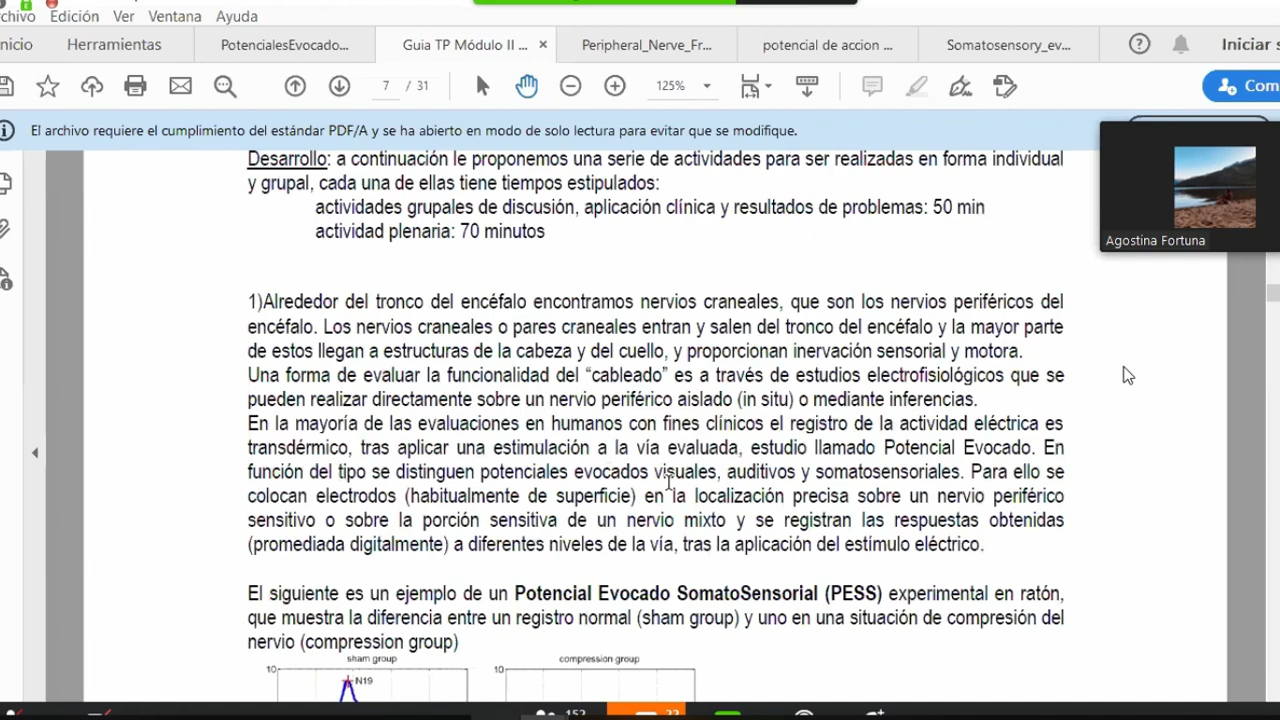 rchivo Edición Ver Ventana Ayuda
nicio Herramientas PotencialesEvocado... Guia TP Módulo II ... × Peripheral_Nerve_Fr... potencial de accion ... Somatosensory_ev... Iniciar s
7 / 31 125% Com
El archivo requiere el cumplimiento del estándar PDF/A y se ha abierto en modo de solo lectura para evitar que se modifique.
Desarrollo: a continuación le proponemos una serie de actividades para ser realizadas en forma individual
y grupal, cada una de ellas tiene tiempos estipulados:
actividades grupales de discusión, aplicación clínica y resultados de problemas: 50 min
actividad plenaria: 70 minutos
Agostina Fortuna
1)Alrededor del tronco del encéfalo encontramos nervios craneales, que son los nervios periféricos del
encéfalo. Los nervios craneales o pares craneales entran y salen del tronco del encéfalo y la mayor parte
de estos llegan a estructuras de la cabeza y del cuello, y proporcionan inervación sensorial y motora.
Una forma de evaluar la funcionalidad del “cableado” es a través de estudios electrofisiológicos que se
pueden realizar directamente sobre un nervio periférico aislado (in situ) o mediante inferencias.
En la mayoría de las evaluaciones en humanos con fines clínicos el registro de la actividad eléctrica es
transdérmico, tras aplicar una estimulación a la vía evaluada, estudio llamado Potencial Evocado. En
función del tipo se distinguen potenciales evocados visuales, auditivos y somatosensoriales. Para ello se
colocan electrodos (habitualmente de superficie) en la localización precisa sobre un nervio periférico
sensitivo o sobre la porción sensitiva de un nervio mixto y se registran las respuestas obtenidas
(promediada digitalmente) a diferentes niveles de la vía, tras la aplicación del estímulo eléctrico.
El siguiente es un ejemplo de un Potencial Evocado SomatoSensorial (PESS) experimental en ratón,
que muestra la diferencia entre un registro normal (sham group) y uno en una situación de compresión del
nervio (compression group)
sham group compression group
10 N19 10